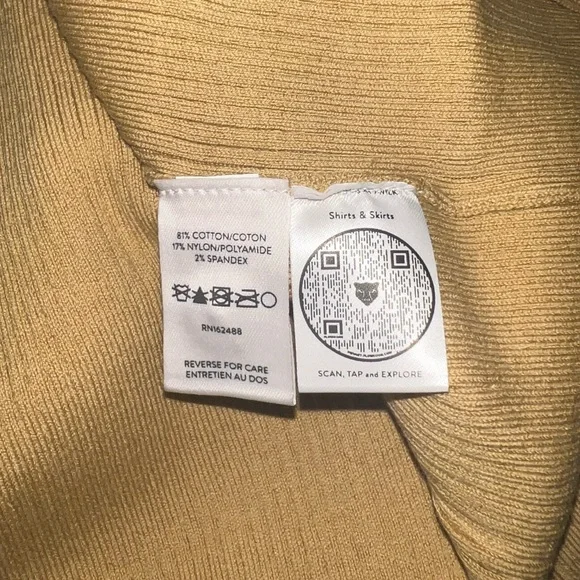 81% COTTON/COTON
17% NYLON/POLYAMIDE
2% SPANDEX
RN162488
REVERSE FOR CARE
ENTRETIEN AU DOS
Shirts & Skirts
SCAN, TAP and EXPLORE